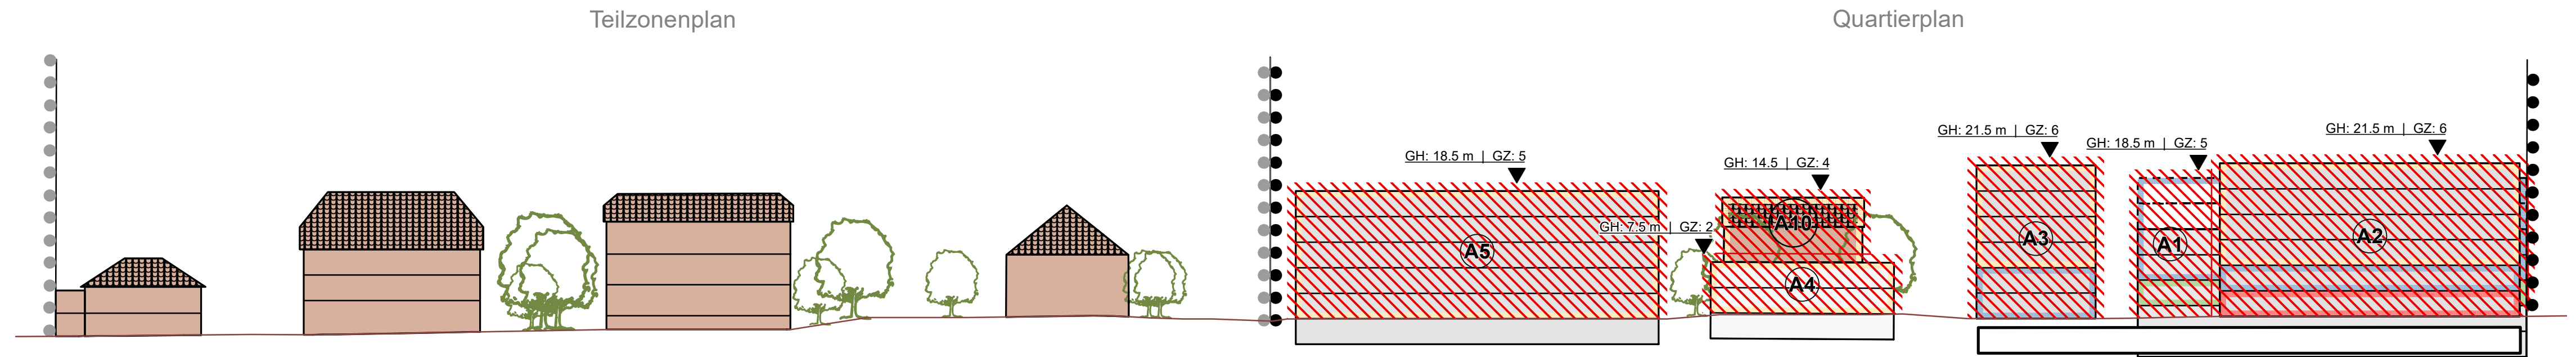 Teilzonenplan
Quartierplan
GH: 21.5 m | GZ: 6
GH: 21.5 m | GZ: 6
GH: 18.5 m | GZ: 5
GH: 18.5 m | GZ: 5
GH: 14.5 | GZ: 4
GH: 7.5 m | GZ: 2
A10
A5
A3
A1
A2
A4